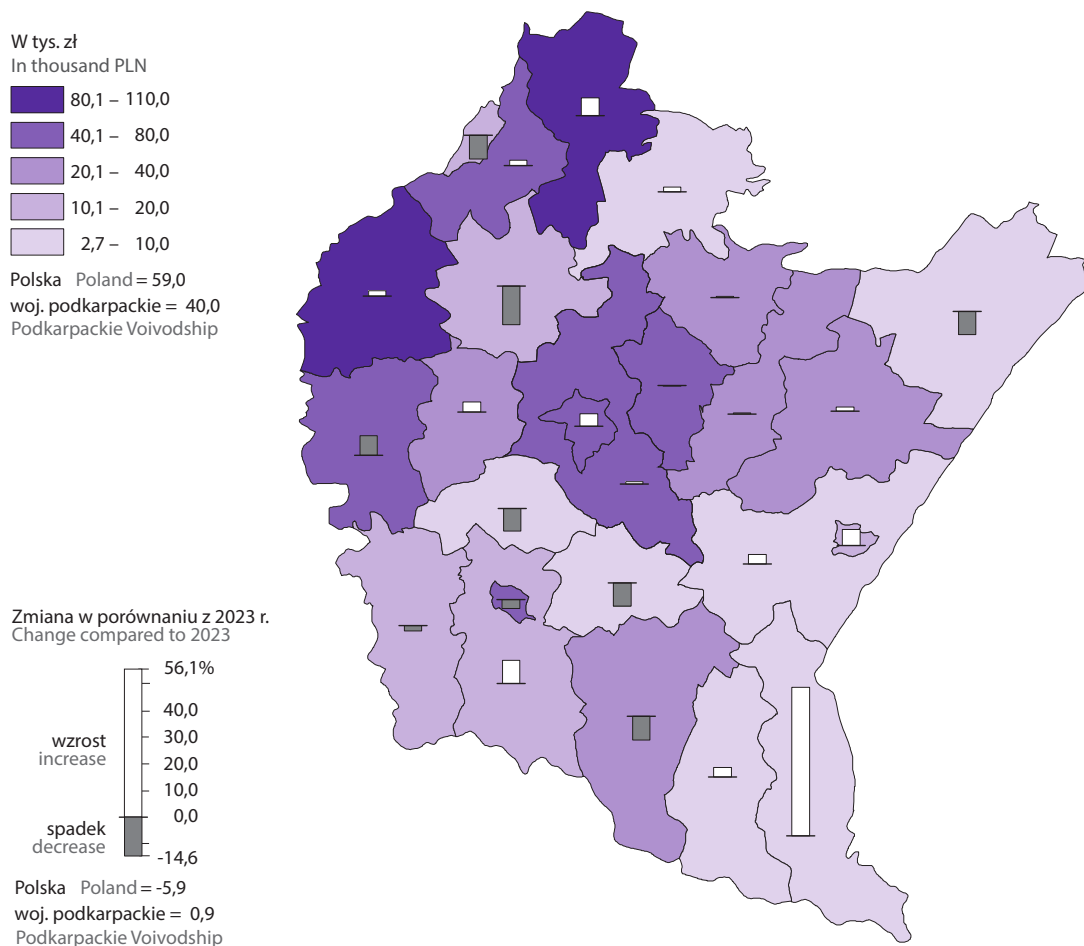 W tys. zł
In thousand PLN
80,1 – 110,0
40,1 – 80,0
20,1 – 40,0
10,1 – 20,0
2,7 – 10,0
Polska Poland = 59,0
woj. podkarpackie = 40,0
Podkarpackie Voivodship
Zmiana w porównaniu z 2023 r.
Change compared to 2023
56,1%
40,0
30,0
wzrost
increase
20,0
10,0
0,0
spadek
decrease
-14,6
Polska Poland = -5,9
woj. podkarpackie = 0,9
Podkarpackie Voivodship